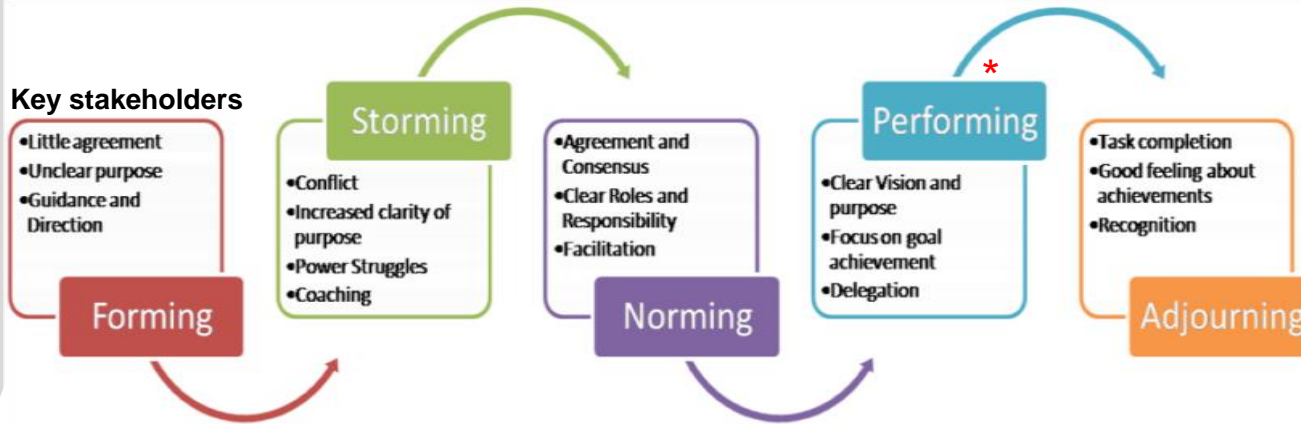 Key stakeholders
•Little agreement
•Unclear purpose
•Guidance and
Direction
Forming
Storming
•Conflict
•Increased clarity of
purpose
•Power Struggles
•Coaching
•Agreement and
Consensus
•Clear Roles and
Responsibility
•Facilitation
Norming
*
Performing
•Clear Vision and
purpose
•Focus on goal
achievement
•Delegation
•Task completion
•Good feeling about
achievements
•Recognition
Adjourning